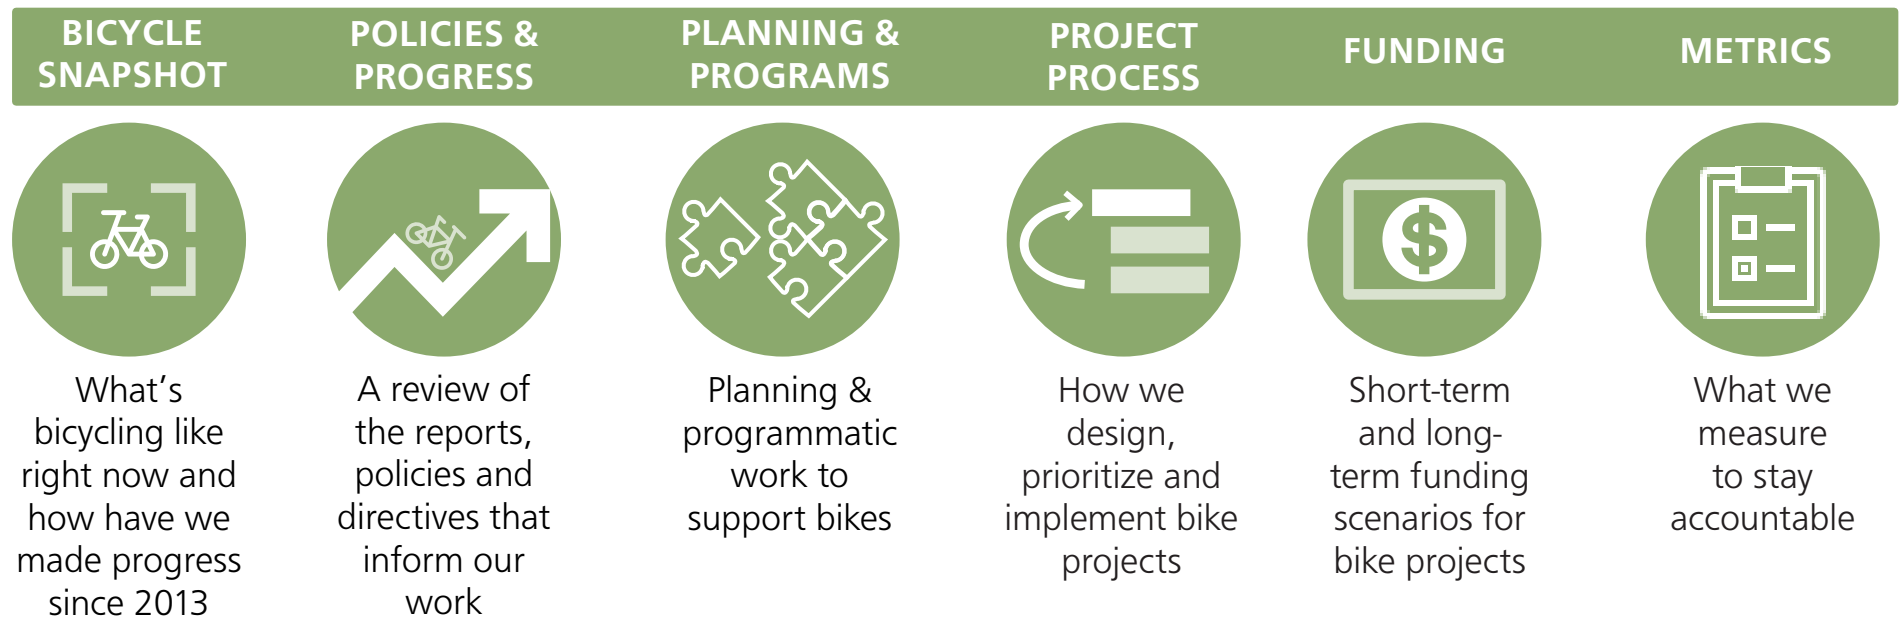 BICYCLE
SNAPSHOT
POLICIES &
PROGRESS
PLANNING &
PROGRAMS
PROJECT
PROCESS
FUNDING
METRICS
$
What's
bicycling like
right now and
how have we
made progress
since 2013
A review of
the reports,
policies and
directives that
inform our
work
Planning &
programmatic
work to
support bikes
How we
design,
prioritize and
implement bike
projects
Short-term
and long-
term funding
scenarios for
bike projects
What we
measure
to stay
accountable